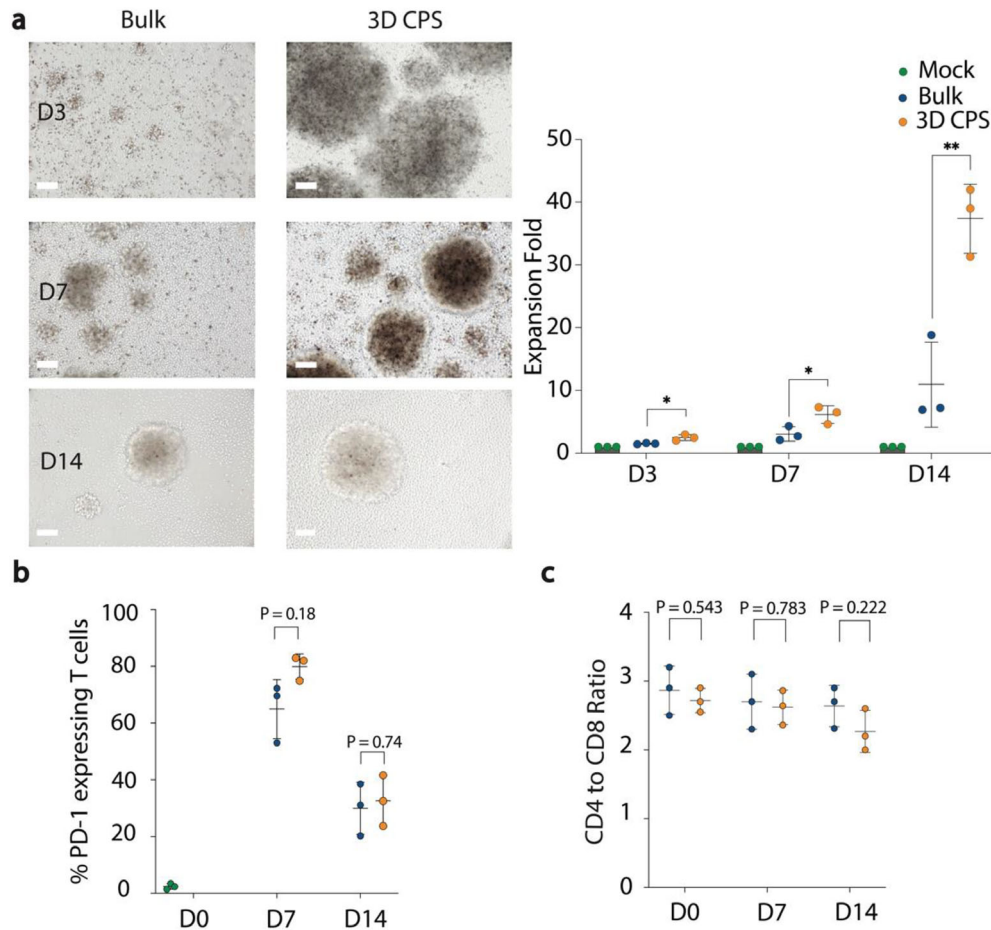 a
Bulk
3D CPS
D3
D7
D14
Mock
Bulk
3D CPS
Expansion Fold
50
40
30
20
10
0
*
*
**
D3
D7
D14
b
% PD-1 expressing T cells
100
80
60
40
20
0
P = 0.18
P = 0.74
D0
D7
D14
c
CD4 to CD8 Ratio
4
3
2
1
0
P = 0.543
P = 0.783
P = 0.222
D0
D7
D14